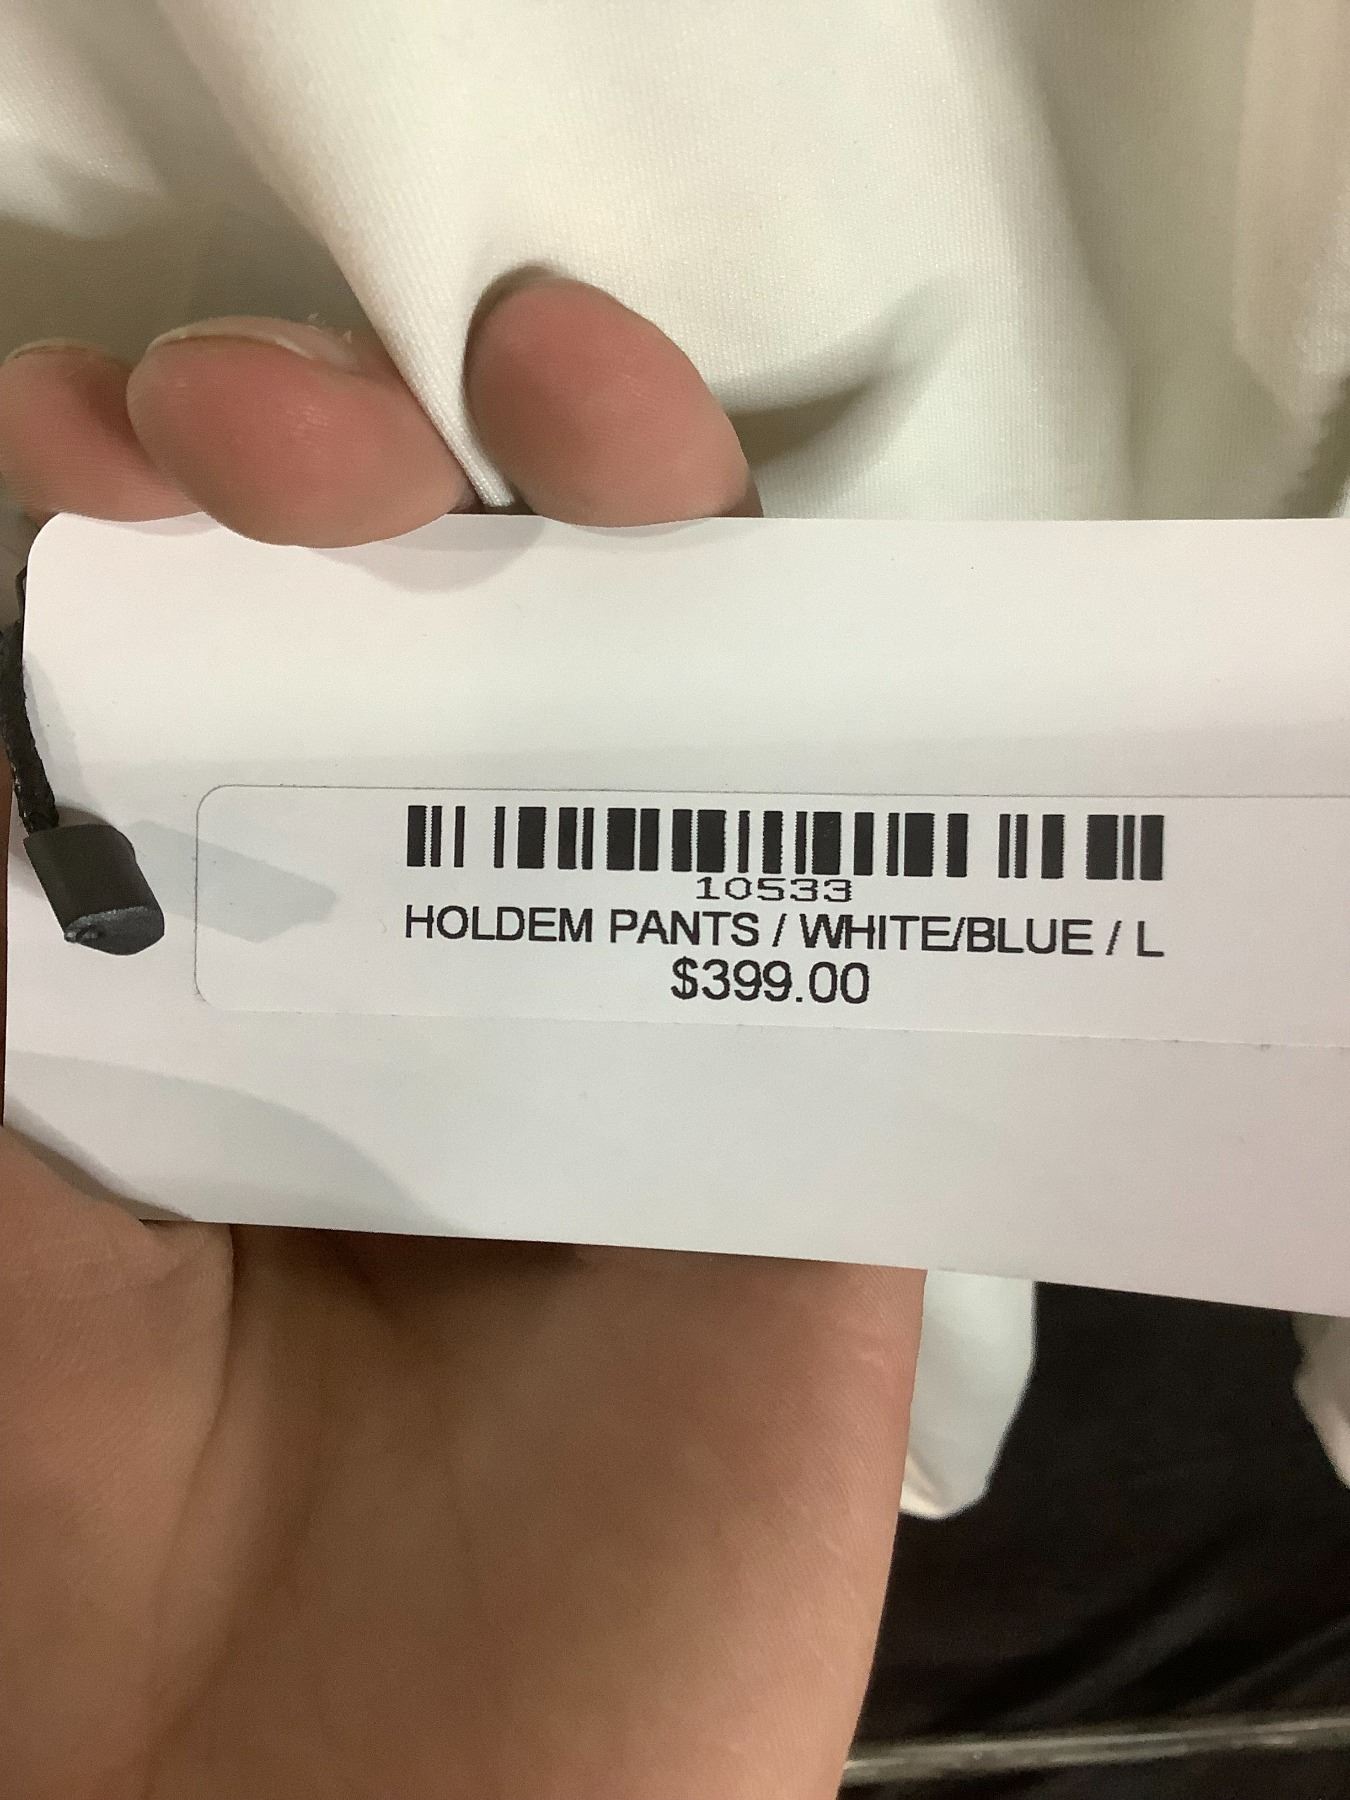 10533
HOLDEM PANTS / WHITE/BLUE / L
$399.00